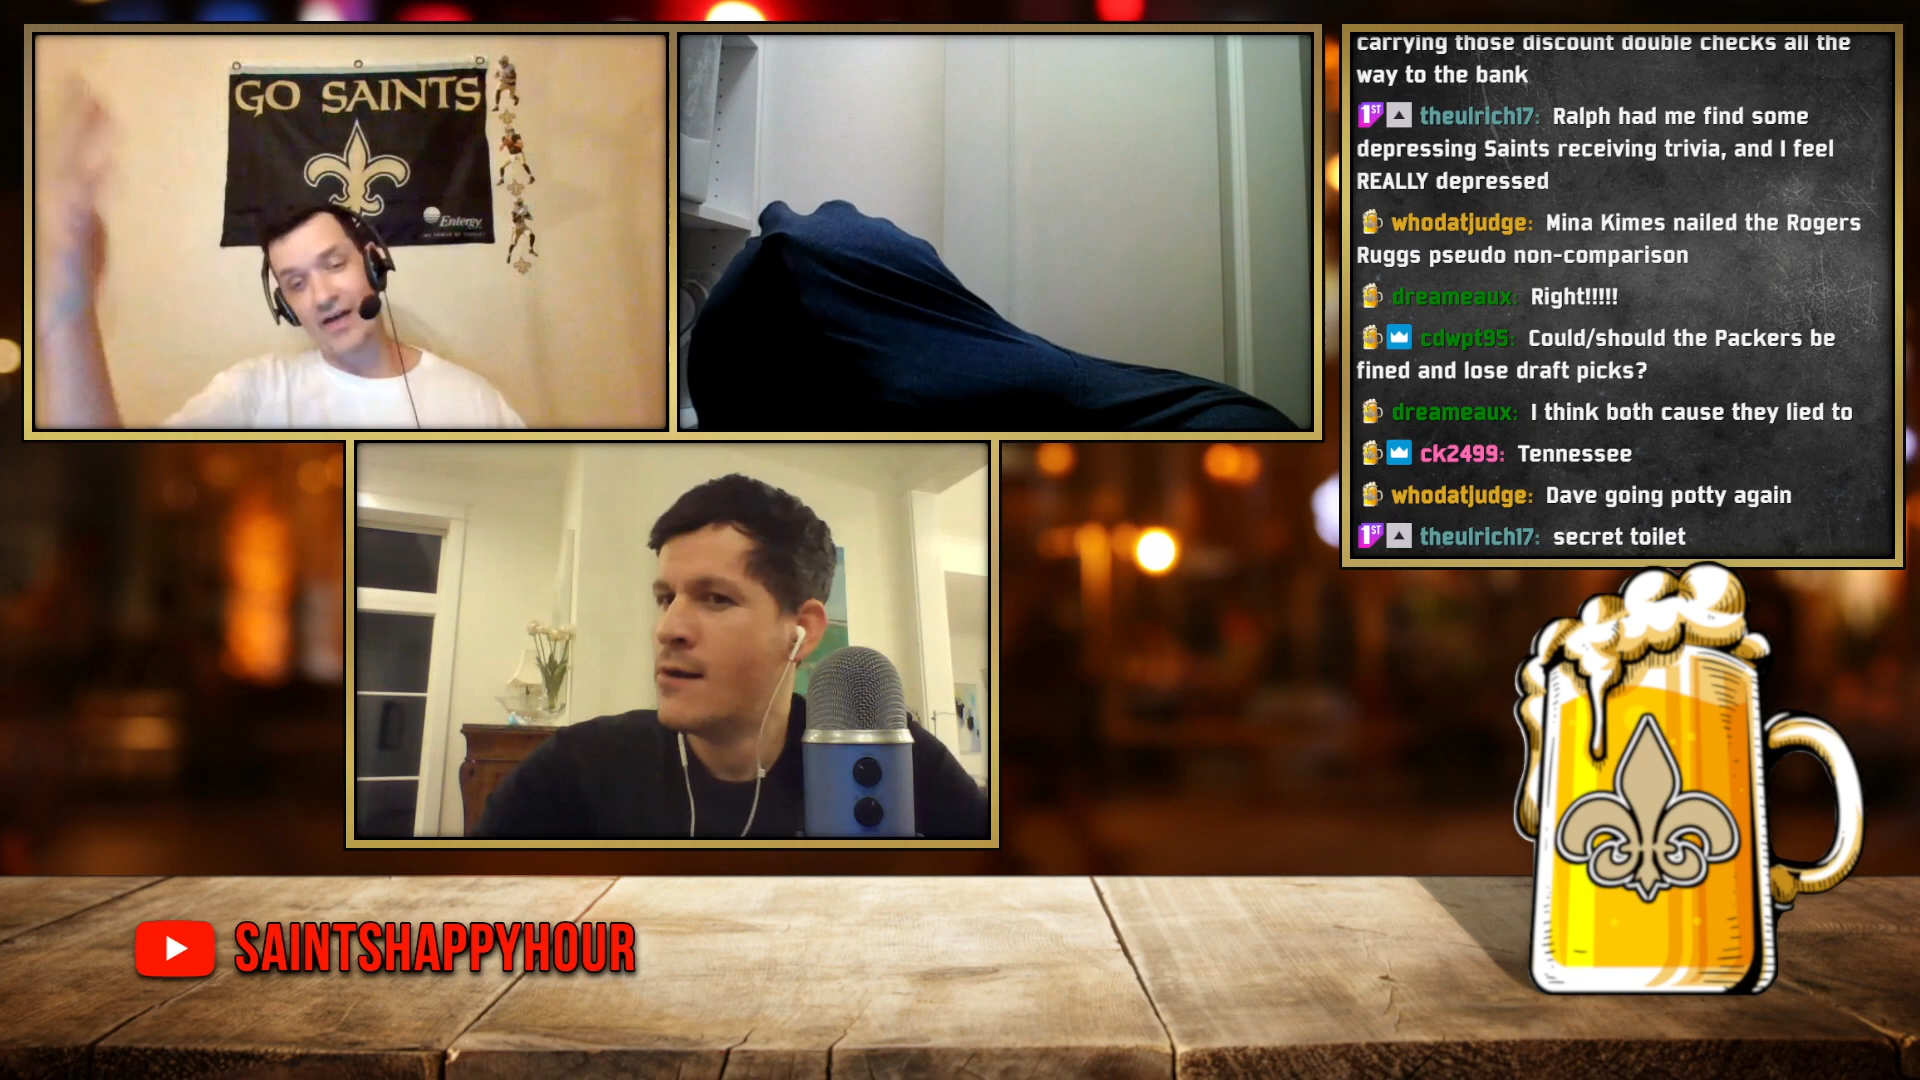 GO SAINTS
Entergy
carrying those discount double checks all the
way to the bank
1ST theulrich17: Ralph had me find some
depressing Saints receiving trivia, and I feel
REALLY depressed
whodatjudge: Mina Kimes nailed the Rogers
Ruggs pseudo non-comparison
dreameaux: Right!!!!!
cdwpt95: Could/should the Packers be
fined and lose draft picks?
dreameaux: I think both cause they lied to
ck2499: Tennessee
whodatjudge: Dave going potty again
1ST theulrich17: secret toilet
SAINTSHAPPYHOUR